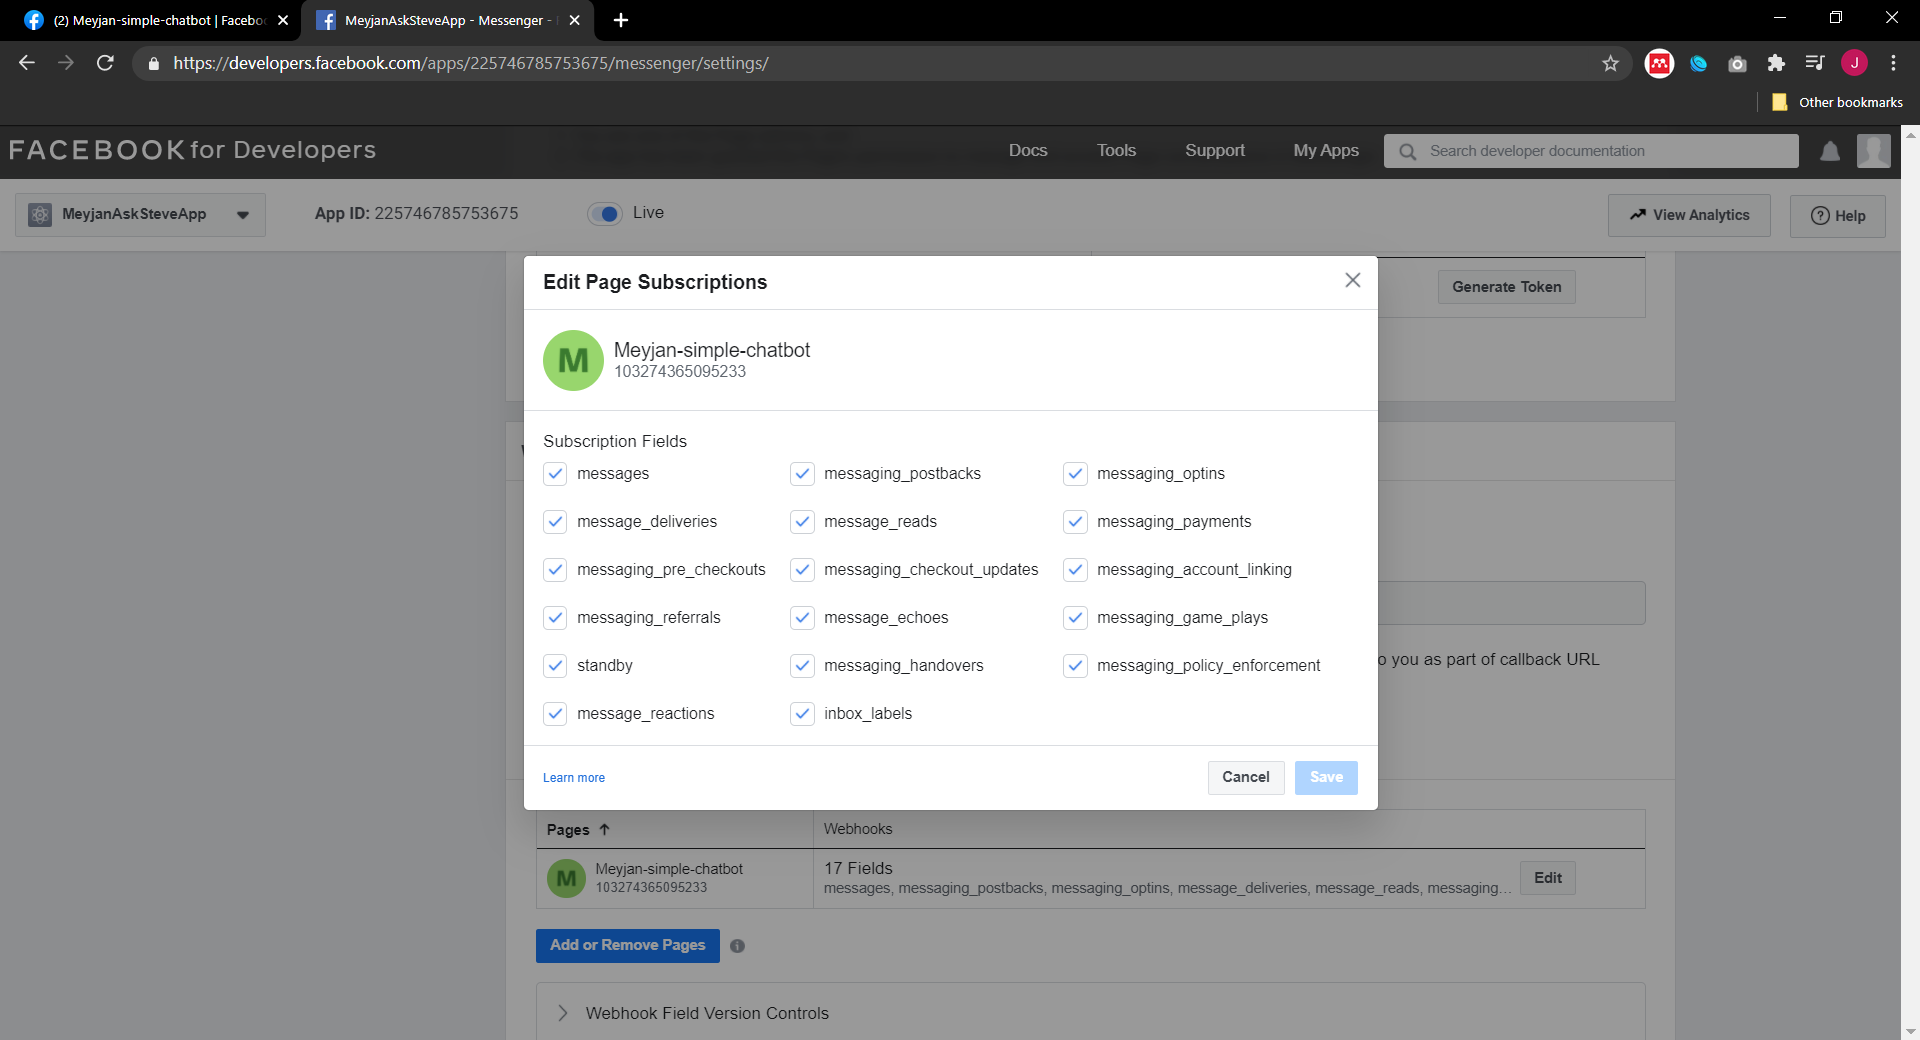 (2) Meyjan-simple-chatbot | Facebo
MeyjanAskSteveApp - Messenger -
https://developers.facebook.com/apps/225746785753675/messenger/settings/
J
Other bookmarks
FACEBOOK for Developers
Docs
Tools
Support
My Apps
Search developer documentation
MeyjanAskSteveApp
App ID: 225746785753675
Live
View Analytics
Help
Generate Token
Edit Page Subscriptions
M
Meyjan-simple-chatbot
103274365095233
Subscription Fields
messages
messaging_postbacks
messaging_optins
message_deliveries
message_reads
messaging_payments
messaging_pre_checkouts
messaging_checkout_updates
messaging_account_linking
messaging_referrals
message_echoes
messaging_game_plays
standby
messaging_handovers
messaging_policy_enforcement
message_reactions
inbox_labels
o you as part of callback URL
Learn more
Cancel
Save
Pages
Webhooks
M
Meyjan-simple-chatbot
103274365095233
17 Fields
messages, messaging_postbacks, messaging_optins, message_deliveries, message_reads, messaging...
Edit
Add or Remove Pages
Webhook Field Version Controls